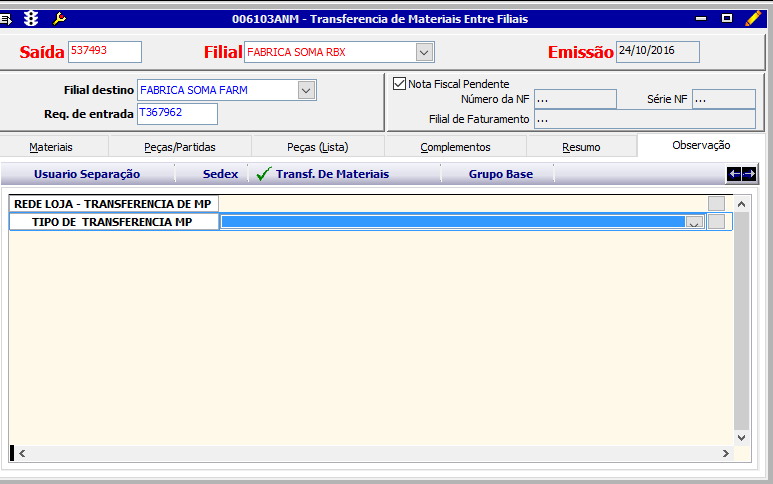 006103ANM - Transferencia de Materiais Entre Filiais
Saída 537493 Filial FABRICA SOMA RBX Emissão 24/10/2016
Filial destino FABRICA SOMA FARM
Req. de entrada T367962
Nota Fiscal Pendente
Número da NF ... Série NF ...
Filial de Faturamento ...
Materiais Peças/Partidas Peças (Lista) Complementos Resumo Observação
Usuario Separação Sedex Transf. De Materiais Grupo Base
REDE LOJA - TRANSFERENCIA DE MP
TIPO DE TRANSFERENCIA MP